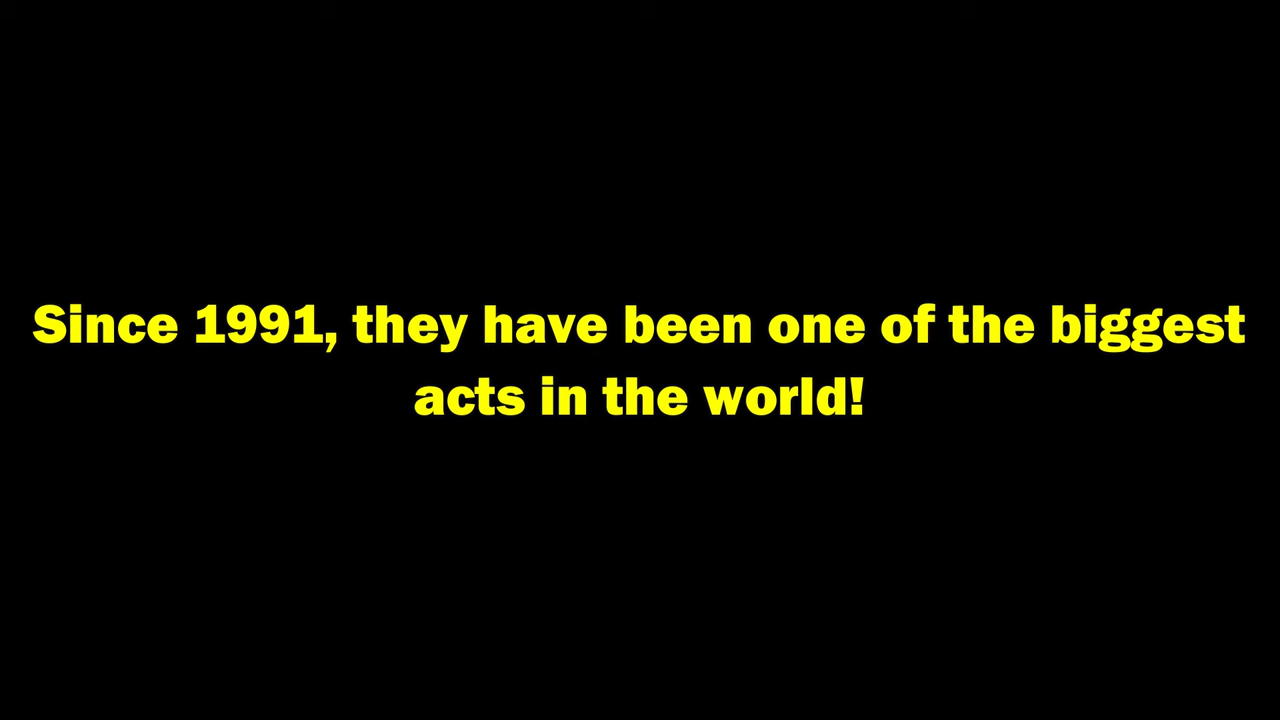 Since 1991, they have been one of the biggest
acts in the world!